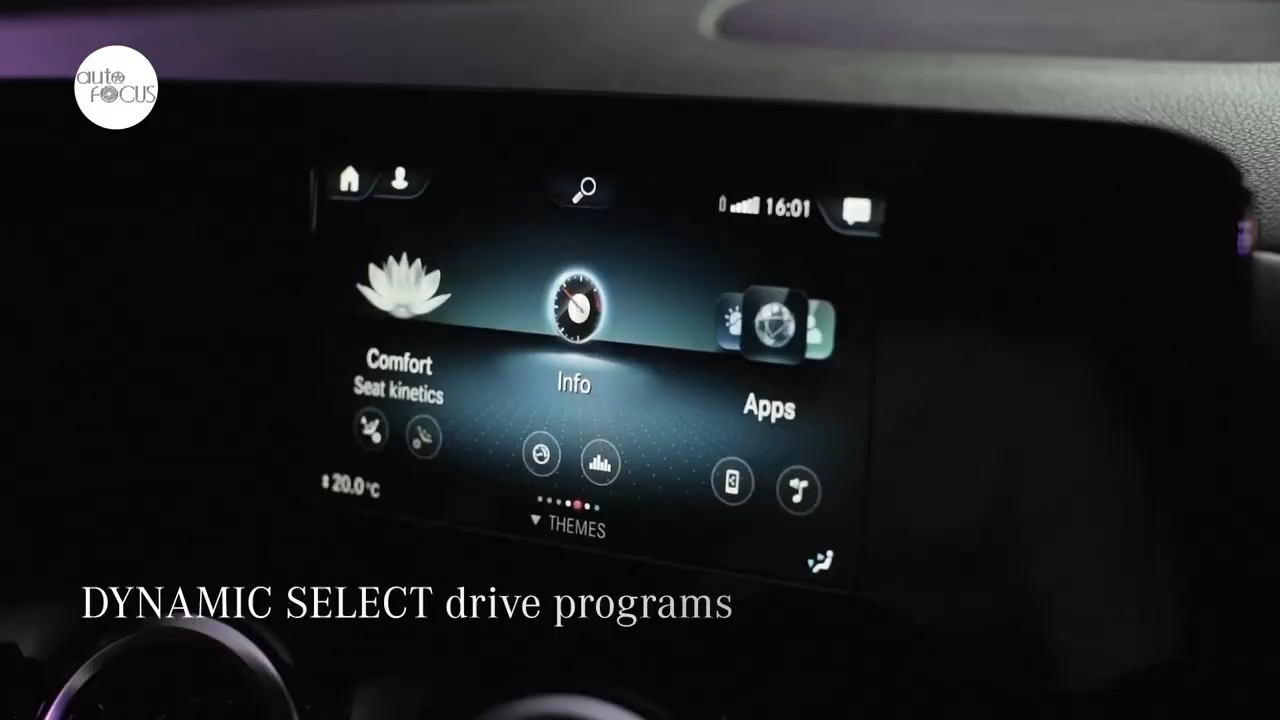 auto
FOCUS
16:01
Comfort
Seat kinetics
Info
Apps
20.0°C
THEMES
DYNAMIC SELECT drive programs